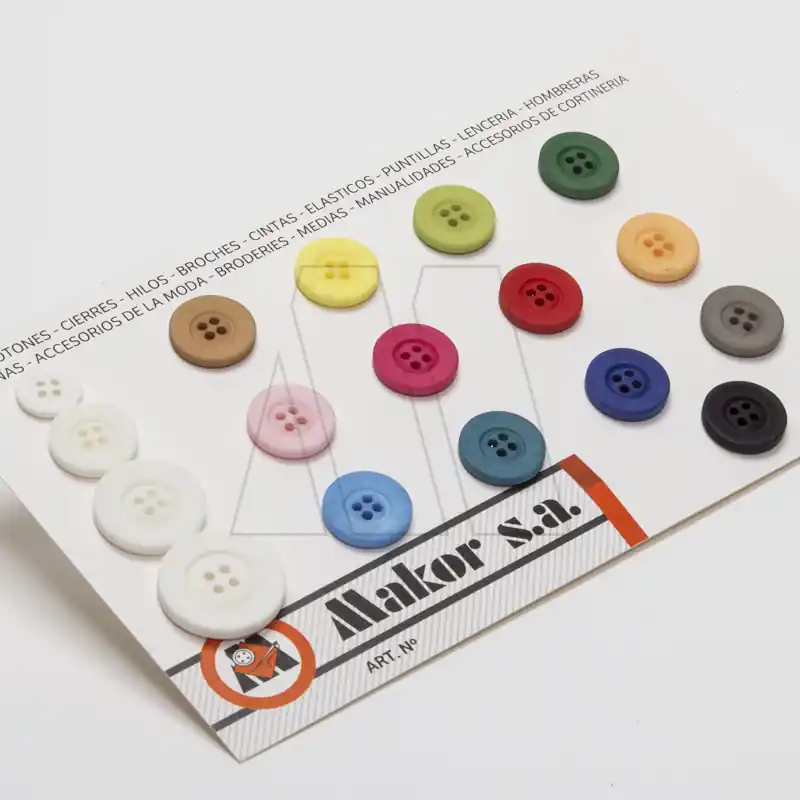 OTONES - CIERRES - HILOS - BROCHES - CINTAS - ELASTICOS - PUNTILLAS - LENCERIA - HOMBRERAS
ÑAS - ACCESORIOS DE LA MODA - BRODERIES - MEDIAS - MANUALIDADES - ACCESORIOS DE CORTINERIA
Makor s.a.
M
ART. Nº